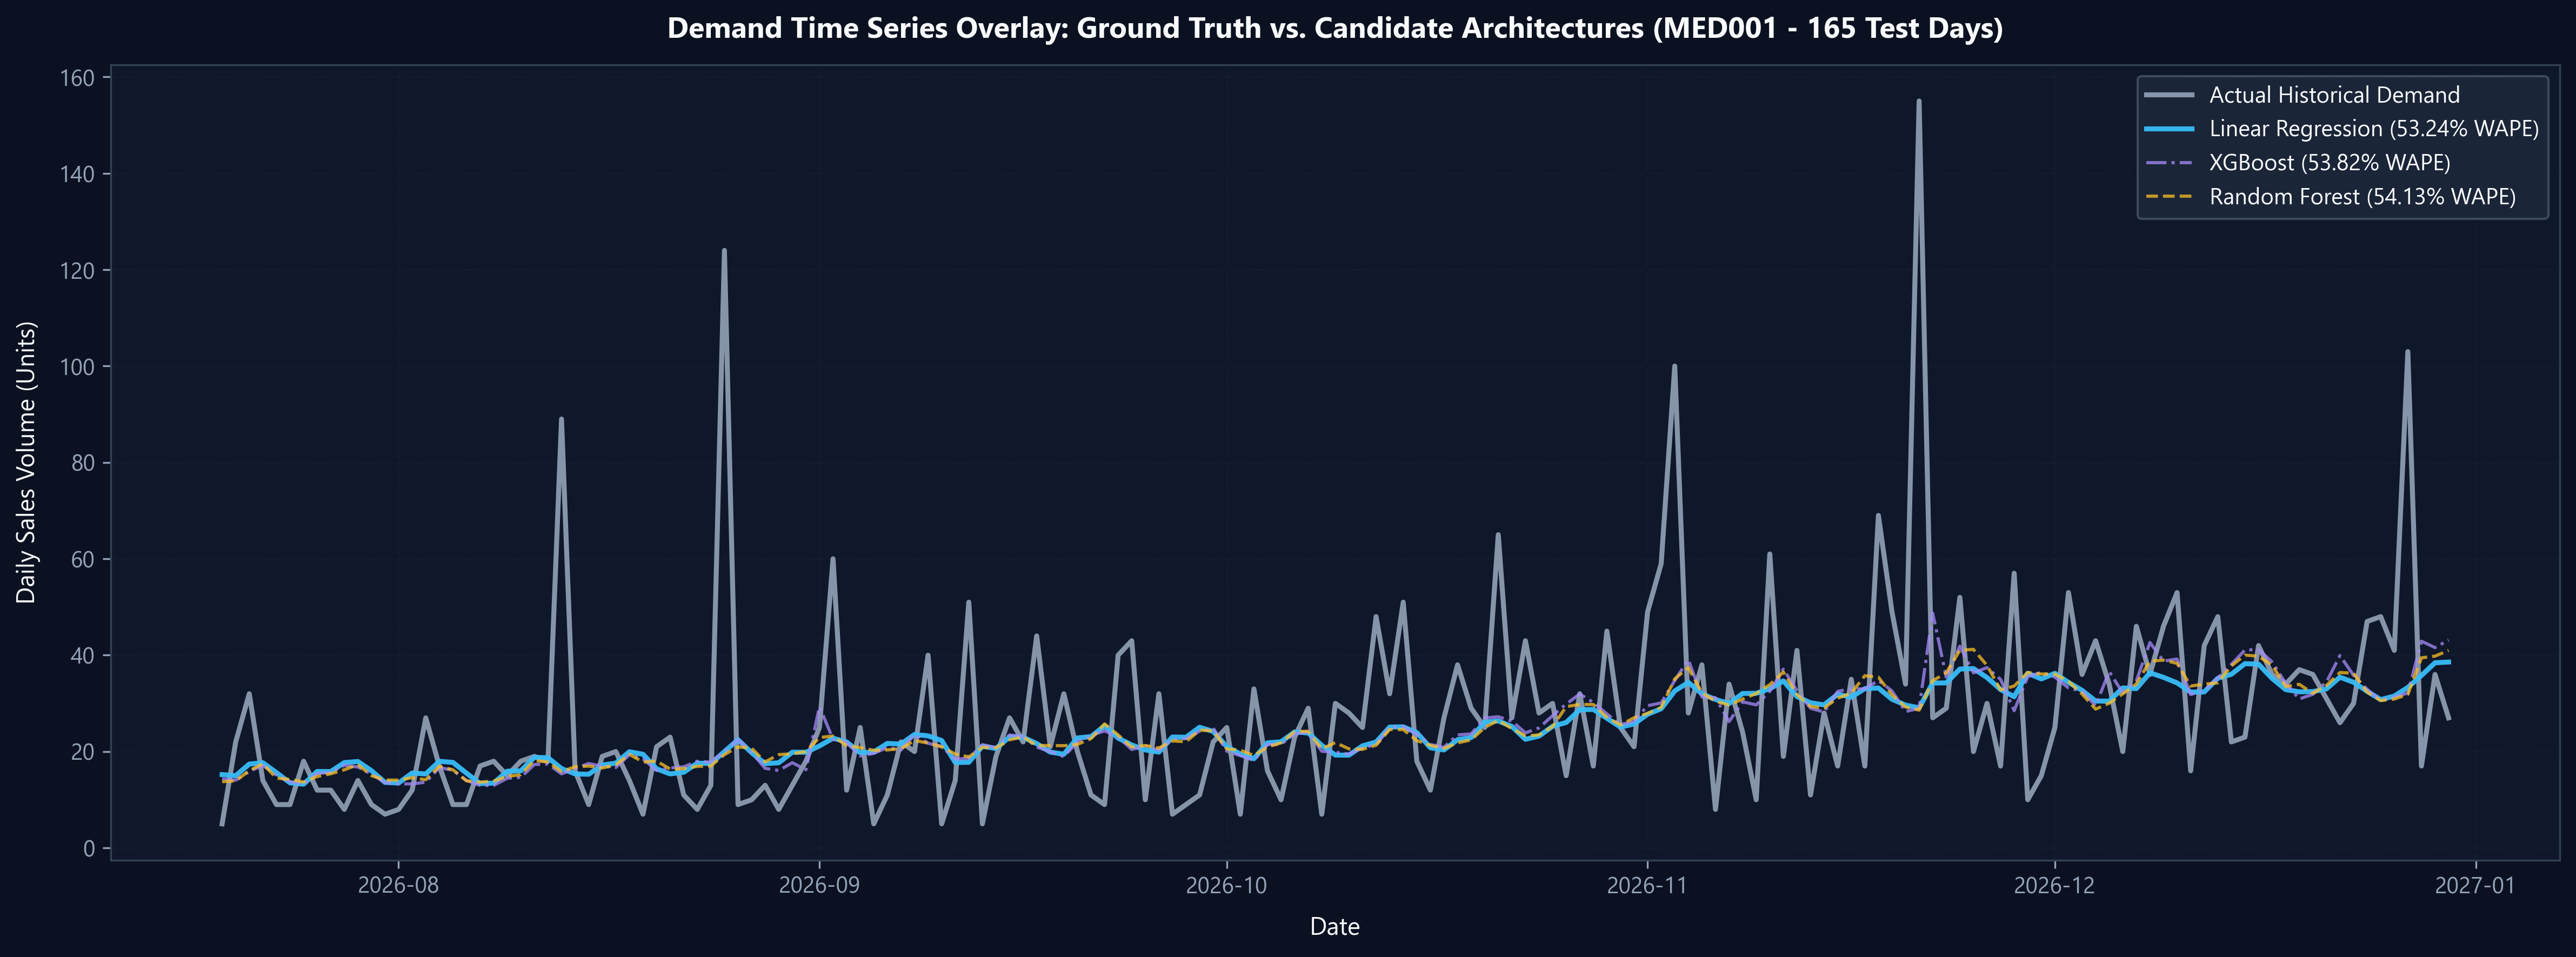 Demand Time Series Overlay: Ground Truth vs. Candidate Architectures (MED001 - 165 Test Days)
Actual Historical Demand
Linear Regression (53.24% WAPE)
XGBoost (53.82% WAPE)
Random Forest (54.13% WAPE)
Daily Sales Volume (Units)
160
140
120
100
80
60
40
20
0
2026-08 2026-09 2026-10 2026-11 2026-12 2027-01
Date